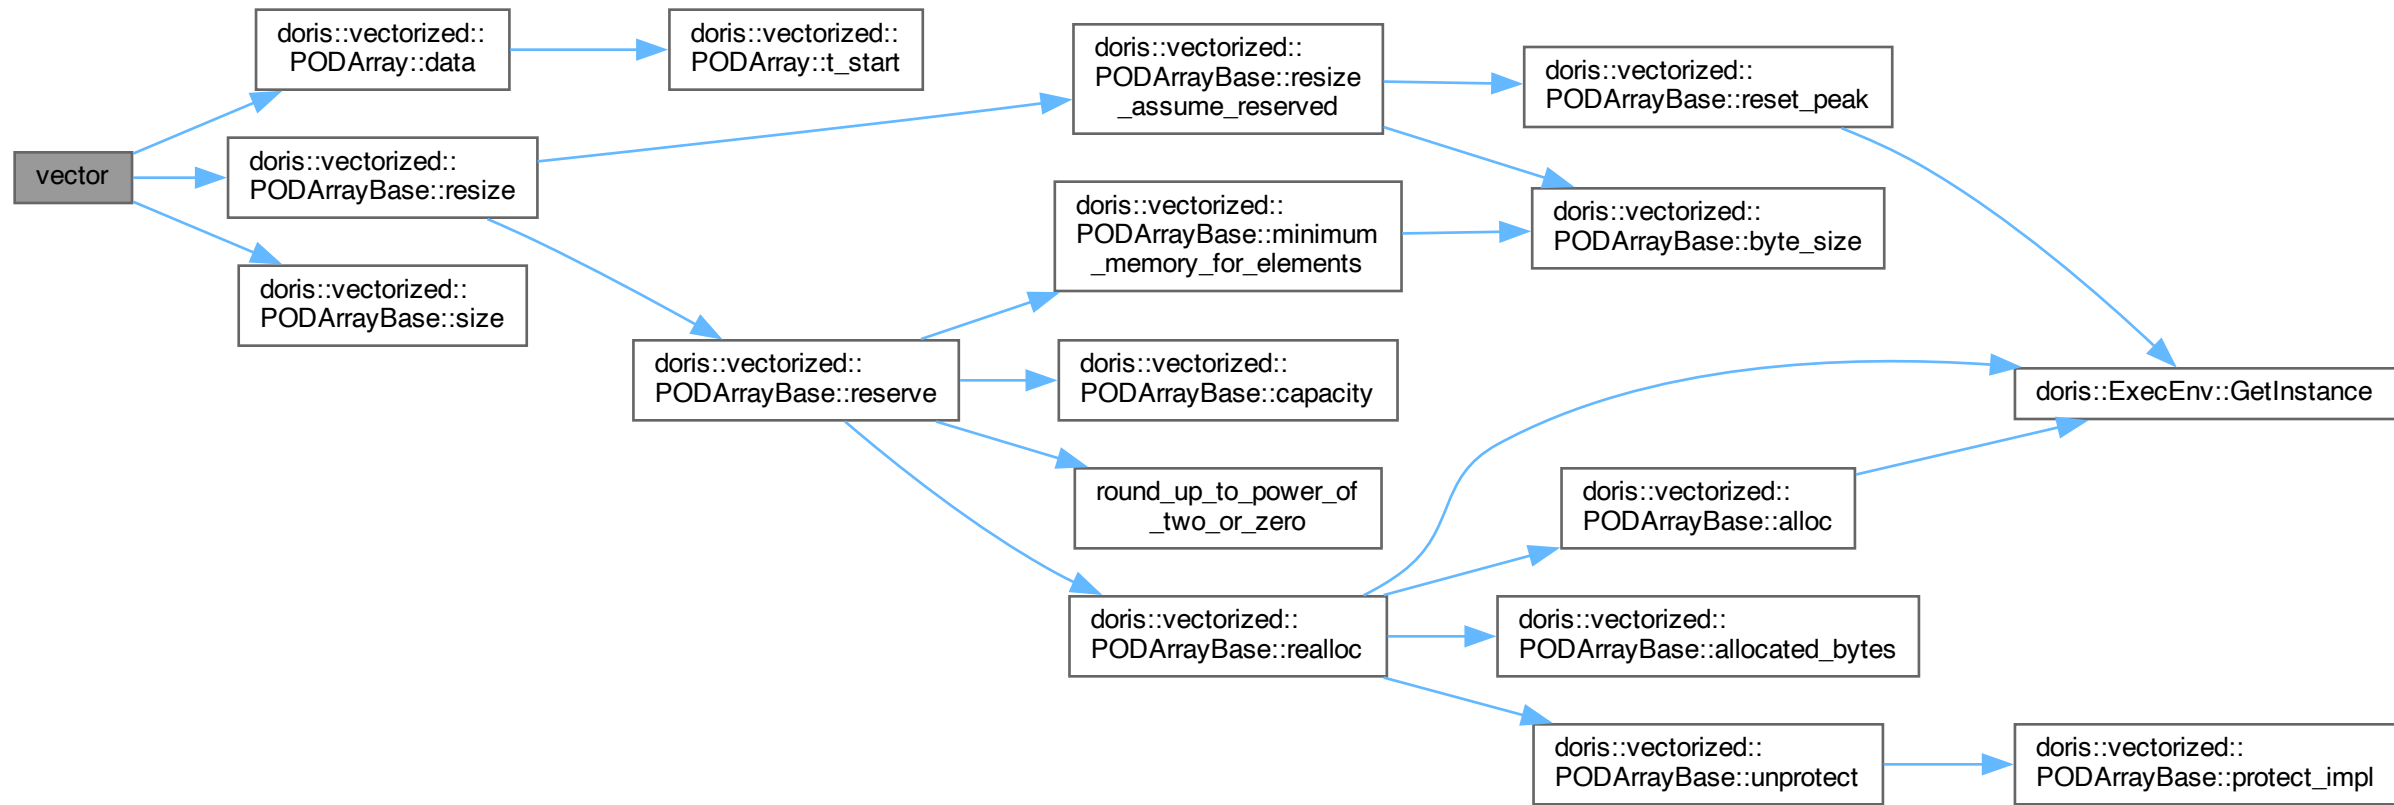 vector
doris::vectorized::
PODArray::data
doris::vectorized::
PODArray::t_start
doris::vectorized::
PODArrayBase::resize
doris::vectorized::
PODArrayBase::size
doris::vectorized::
PODArrayBase::resize
_assume_reserved
doris::vectorized::
PODArrayBase::reset_peak
doris::vectorized::
PODArrayBase::minimum
_memory_for_elements
doris::vectorized::
PODArrayBase::byte_size
doris::vectorized::
PODArrayBase::reserve
doris::vectorized::
PODArrayBase::capacity
doris::ExecEnv::GetInstance
round_up_to_power_of
_two_or_zero
doris::vectorized::
PODArrayBase::alloc
doris::vectorized::
PODArrayBase::realloc
doris::vectorized::
PODArrayBase::allocated_bytes
doris::vectorized::
PODArrayBase::unprotect
doris::vectorized::
PODArrayBase::protect_impl